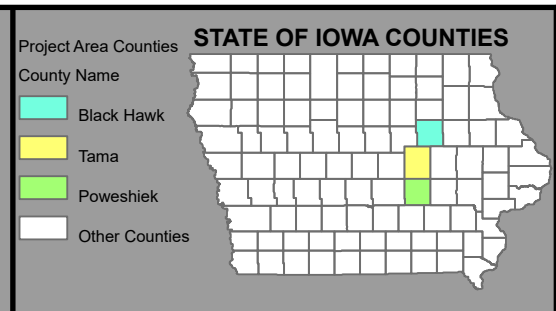 Project Area Counties
STATE OF IOWA COUNTIES
County Name
Black Hawk
Tama
Poweshiek
Other Counties